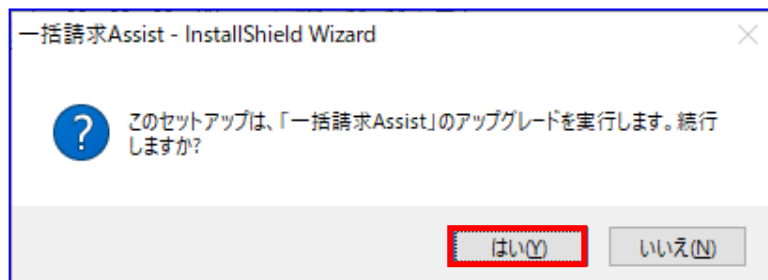 一括請求Assist - InstallShield Wizard
このセットアップは、「一括請求Assist」のアップグレードを実行します。続行
しますか?
はい(Y)
いいえ(N)